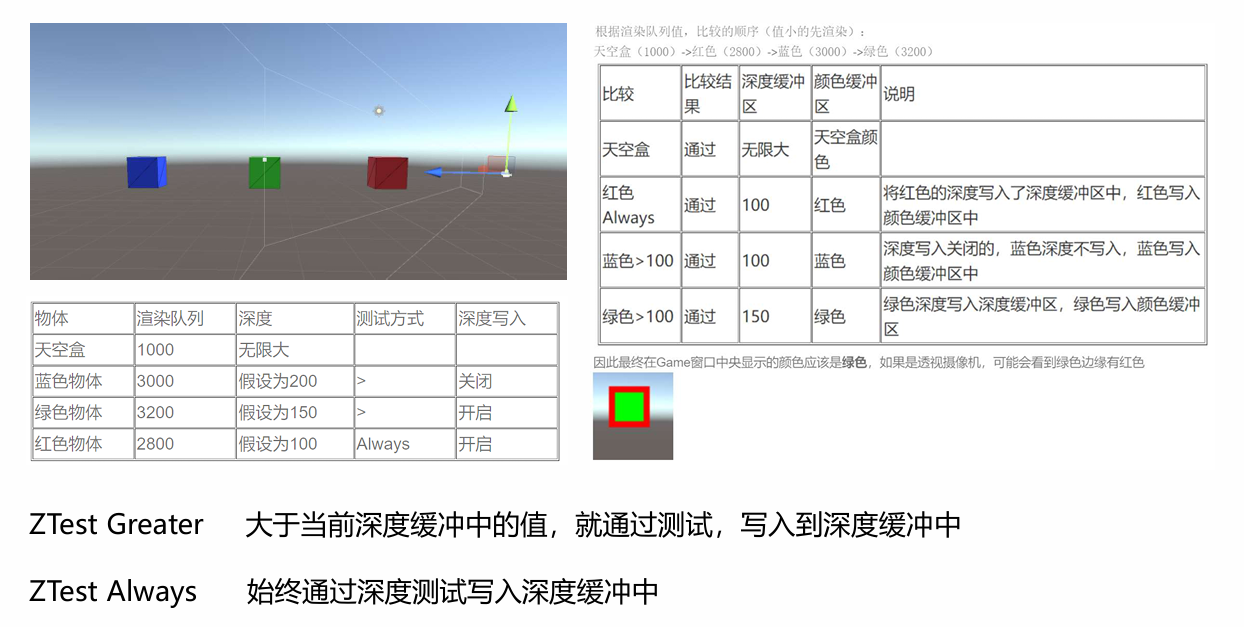 根据渲染队列值，比较的顺序（值小的先渲染）：
天空盒（1000）->红色（2800）->蓝色（3000）->绿色（3200）
比较 比较结果 深度缓冲区 颜色缓冲区 说明
天空盒 通过 无限大 天空盒颜色
红色 Always 通过 100 红色 将红色的深度写入了深度缓冲区中，红色写入颜色缓冲区中
蓝色>100 通过 100 蓝色 深度写入关闭的，蓝色深度不写入，蓝色写入颜色缓冲区中
绿色>100 通过 150 绿色 绿色深度写入深度缓冲区，绿色写入颜色缓冲区
因此最终在Game窗口中央显示的颜色应该是绿色，如果是透视摄像机，可能会看到绿色边缘有红色
物体 渲染队列 深度 测试方式 深度写入
天空盒 1000 无限大
蓝色物体 3000 假设为200 > 关闭
绿色物体 3200 假设为150 > 开启
红色物体 2800 假设为100 Always 开启
ZTest Greater 大于当前深度缓冲中的值，就通过测试，写入到深度缓冲中
ZTest Always 始终通过深度测试写入深度缓冲中